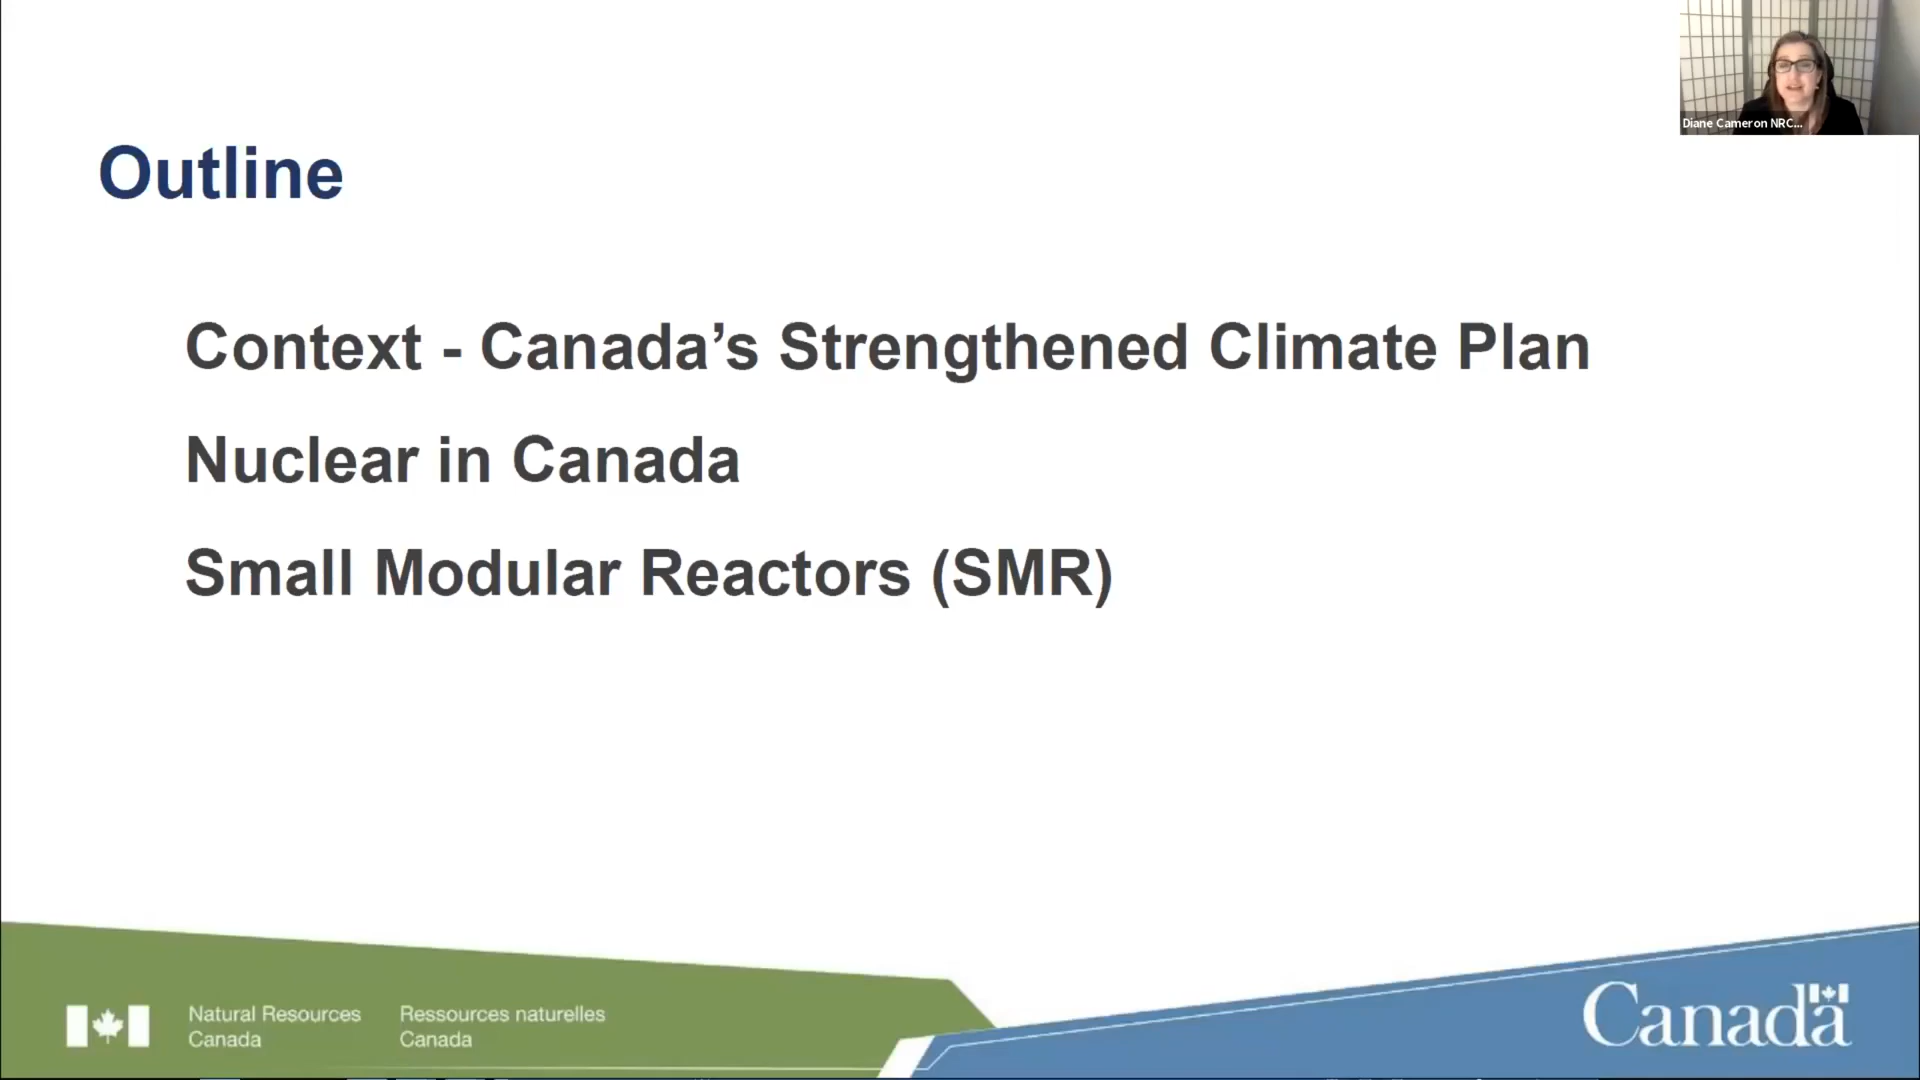 Diane Cameron NRC...
Outline
Context - Canada’s Strengthened Climate Plan
Nuclear in Canada
Small Modular Reactors (SMR)
Natural Resources
Canada
Ressources naturelles
Canada
Canada